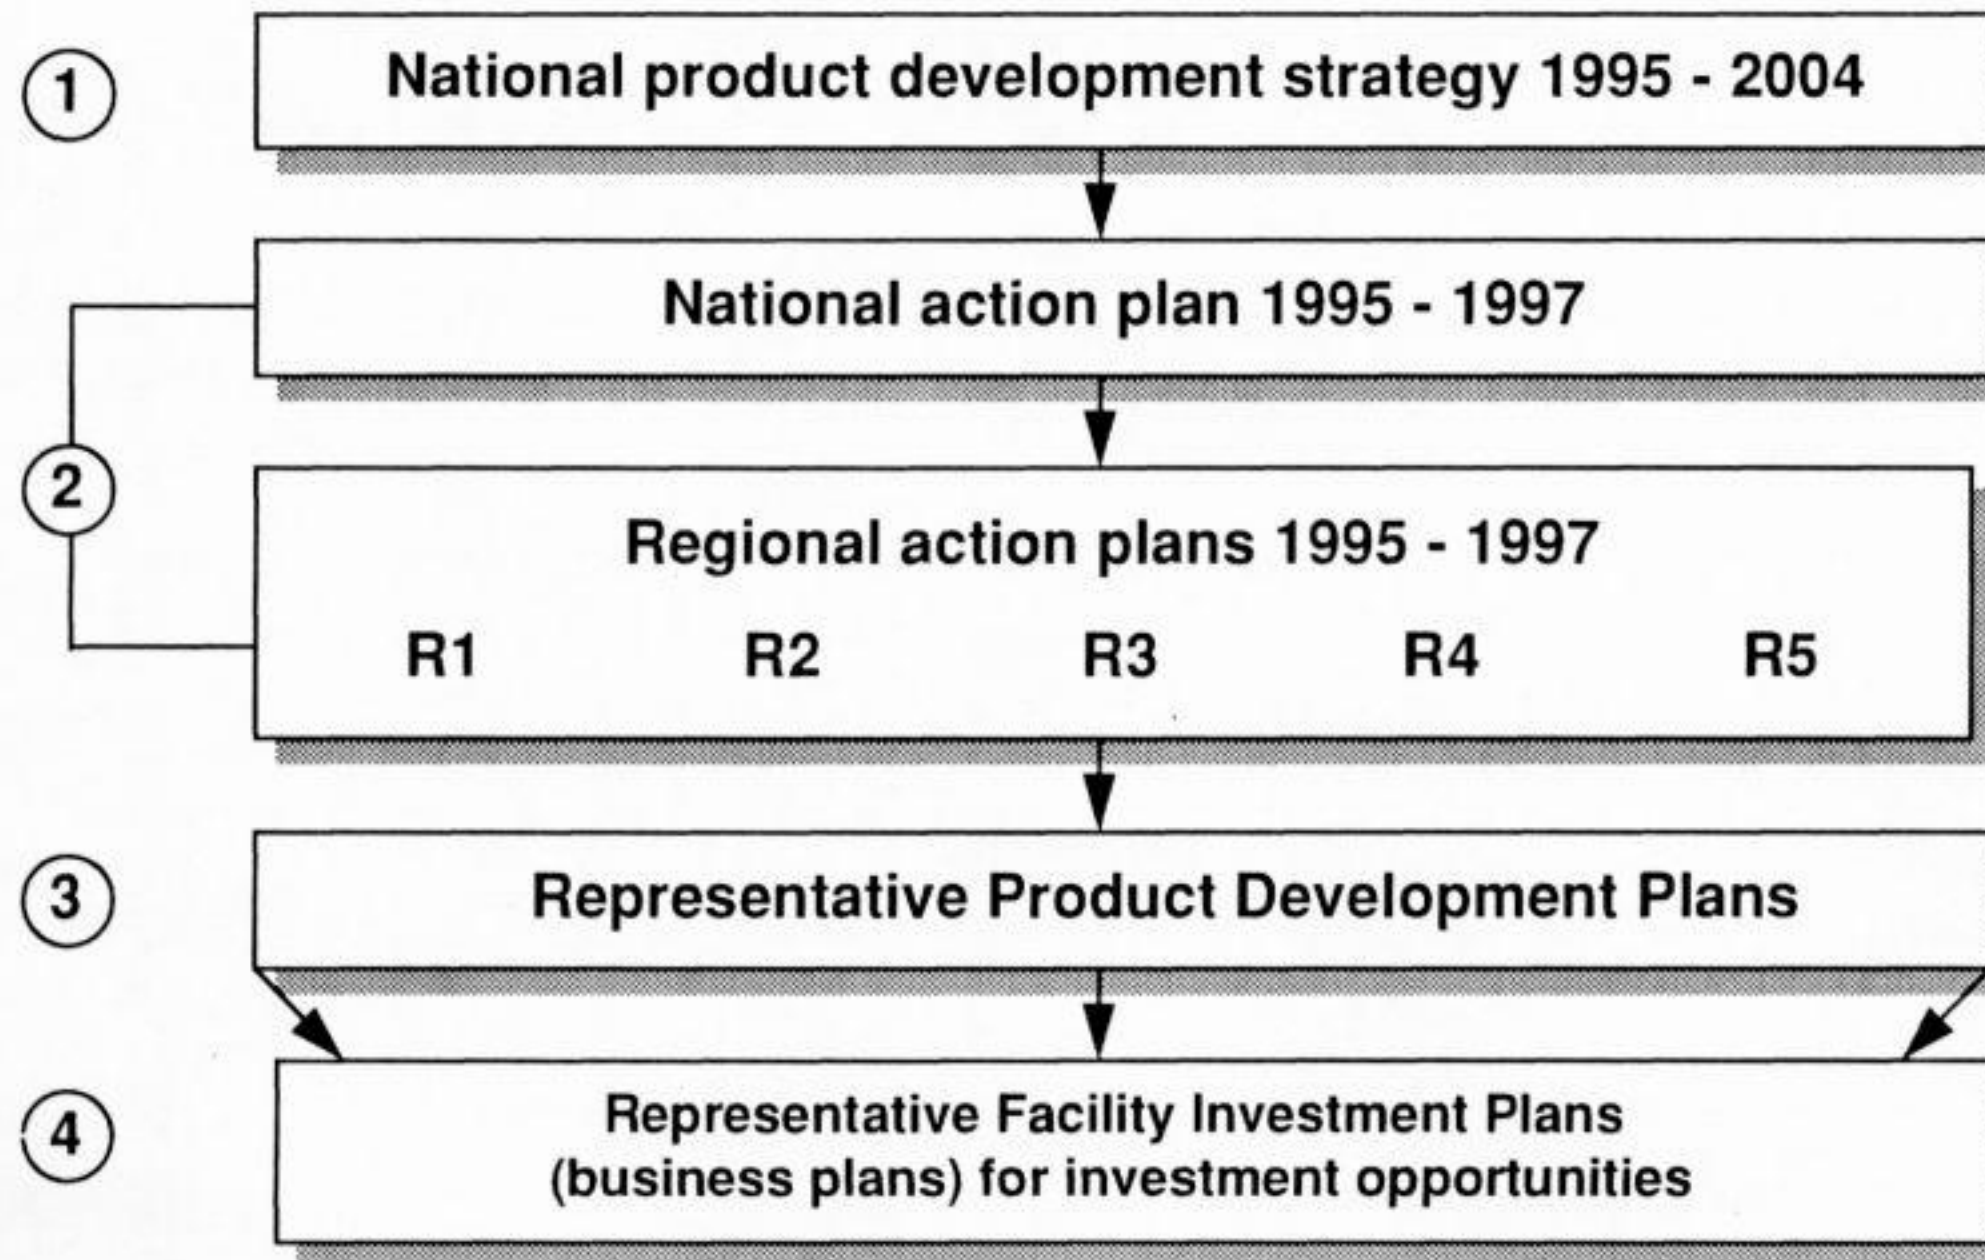 1
National product development strategy 1995 - 2004
National action plan 1995 - 1997
2
Regional action plans 1995 - 1997
R1 R2 R3 R4 R5
3
Representative Product Development Plans
4
Representative Facility Investment Plans
(business plans) for investment opportunities